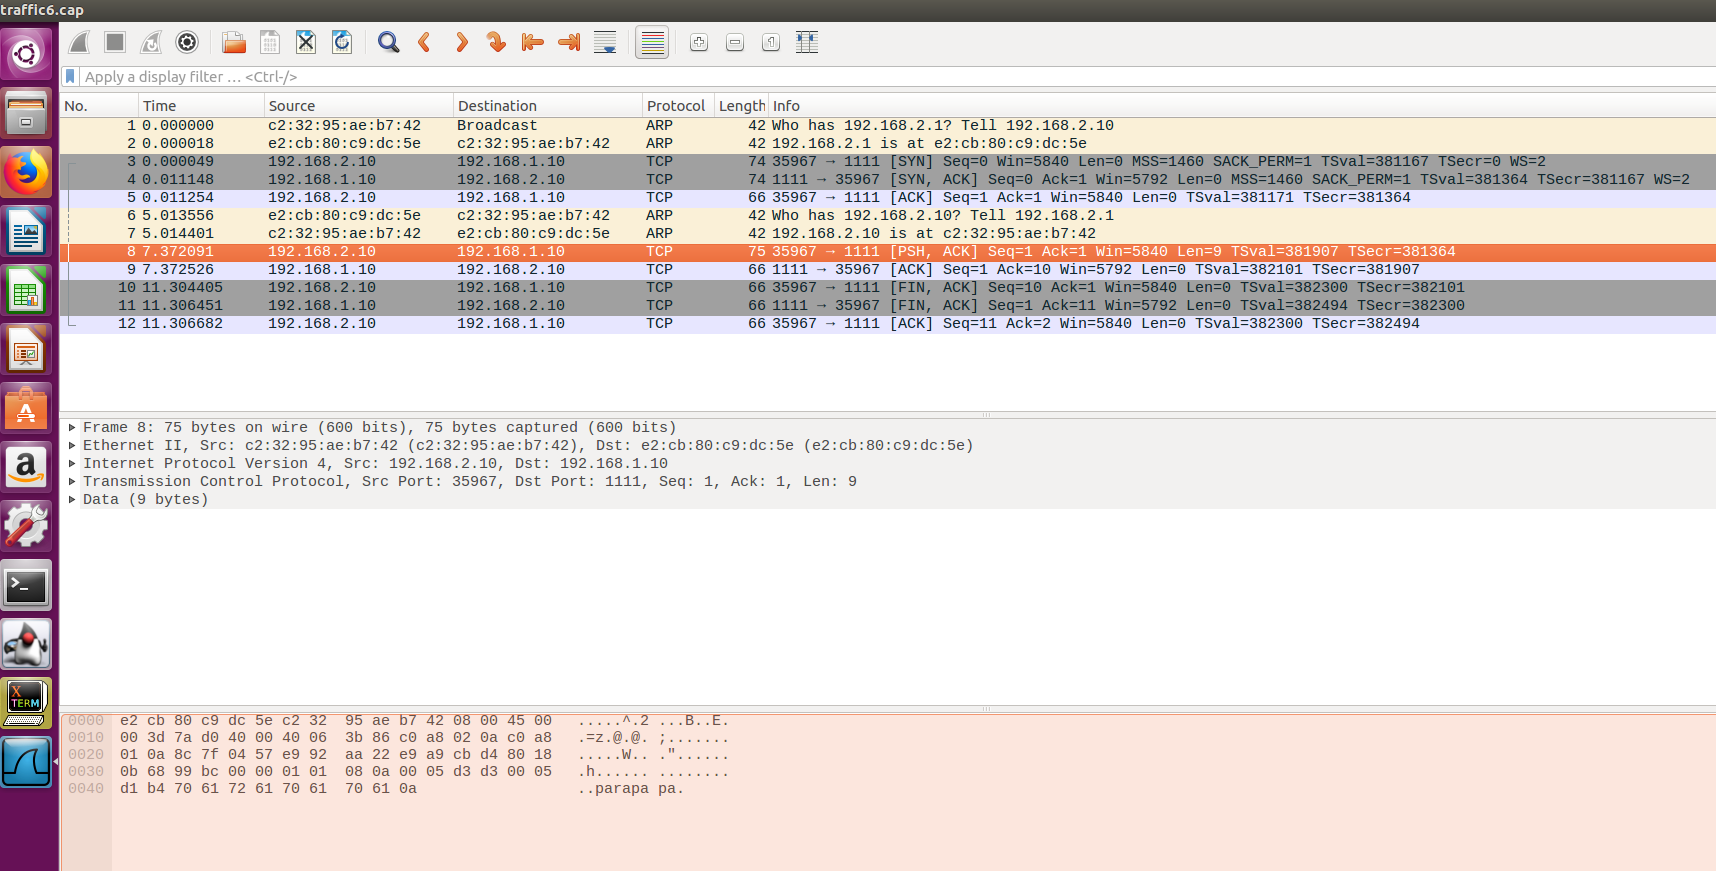 traffic6.cap
Apply a display filter … <Ctrl-/>
No. Time Source Destination Protocol Length Info
1 0.000000 c2:32:95:ae:b7:42 Broadcast ARP 42 Who has 192.168.2.1? Tell 192.168.2.10
2 0.000018 e2:cb:80:c9:dc:5e c2:32:95:ae:b7:42 ARP 42 192.168.2.1 is at e2:cb:80:c9:dc:5e
3 0.000049 192.168.2.10 192.168.1.10 TCP 74 35967 → 1111 [SYN] Seq=0 Win=5840 Len=0 MSS=1460 SACK_PERM=1 TSval=381167 TSecr=0 WS=2
4 0.011148 192.168.1.10 192.168.2.10 TCP 74 1111 → 35967 [SYN, ACK] Seq=0 Ack=1 Win=5792 Len=0 MSS=1460 SACK_PERM=1 TSval=381364 TSecr=381167 WS=2
5 0.011254 192.168.2.10 192.168.1.10 TCP 66 35967 → 1111 [ACK] Seq=1 Ack=1 Win=5840 Len=0 TSval=381171 TSecr=381364
6 5.013556 e2:cb:80:c9:dc:5e c2:32:95:ae:b7:42 ARP 42 Who has 192.168.2.10? Tell 192.168.2.1
7 5.014401 c2:32:95:ae:b7:42 e2:cb:80:c9:dc:5e ARP 42 192.168.2.10 is at c2:32:95:ae:b7:42
8 7.372091 192.168.2.10 192.168.1.10 TCP 75 35967 → 1111 [PSH, ACK] Seq=1 Ack=1 Win=5840 Len=9 TSval=381907 TSecr=381364
9 7.372526 192.168.1.10 192.168.2.10 TCP 66 1111 → 35967 [ACK] Seq=1 Ack=10 Win=5792 Len=0 TSval=382101 TSecr=381907
10 11.304405 192.168.2.10 192.168.1.10 TCP 66 35967 → 1111 [FIN, ACK] Seq=10 Ack=1 Win=5840 Len=0 TSval=382300 TSecr=382101
11 11.306451 192.168.1.10 192.168.2.10 TCP 66 1111 → 35967 [FIN, ACK] Seq=1 Ack=11 Win=5792 Len=0 TSval=382494 TSecr=382300
12 11.306682 192.168.2.10 192.168.1.10 TCP 66 35967 → 1111 [ACK] Seq=11 Ack=2 Win=5840 Len=0 TSval=382300 TSecr=382494
Frame 8: 75 bytes on wire (600 bits), 75 bytes captured (600 bits)
Ethernet II, Src: c2:32:95:ae:b7:42 (c2:32:95:ae:b7:42), Dst: e2:cb:80:c9:dc:5e (e2:cb:80:c9:dc:5e)
Internet Protocol Version 4, Src: 192.168.2.10, Dst: 192.168.1.10
Transmission Control Protocol, Src Port: 35967, Dst Port: 1111, Seq: 1, Ack: 1, Len: 9
Data (9 bytes)
X
TERM
0000 e2 cb 80 c9 dc 5e c2 32 95 ae b7 42 08 00 45 00 .....^.2 ...B..E.
0010 00 3d 7a d0 40 00 40 06 3b 86 c0 a8 02 0a c0 a8 .=z.@.@. ;.......
0020 01 0a 8c 7f 04 57 e9 92 aa 22 e9 a9 cb d4 80 18 .....W.. ."......
0030 0b 68 99 bc 00 00 01 01 08 0a 00 05 d3 d3 00 05 .h...... ........
0040 d1 b4 70 61 72 61 70 61 70 61 0a ..parapa pa.